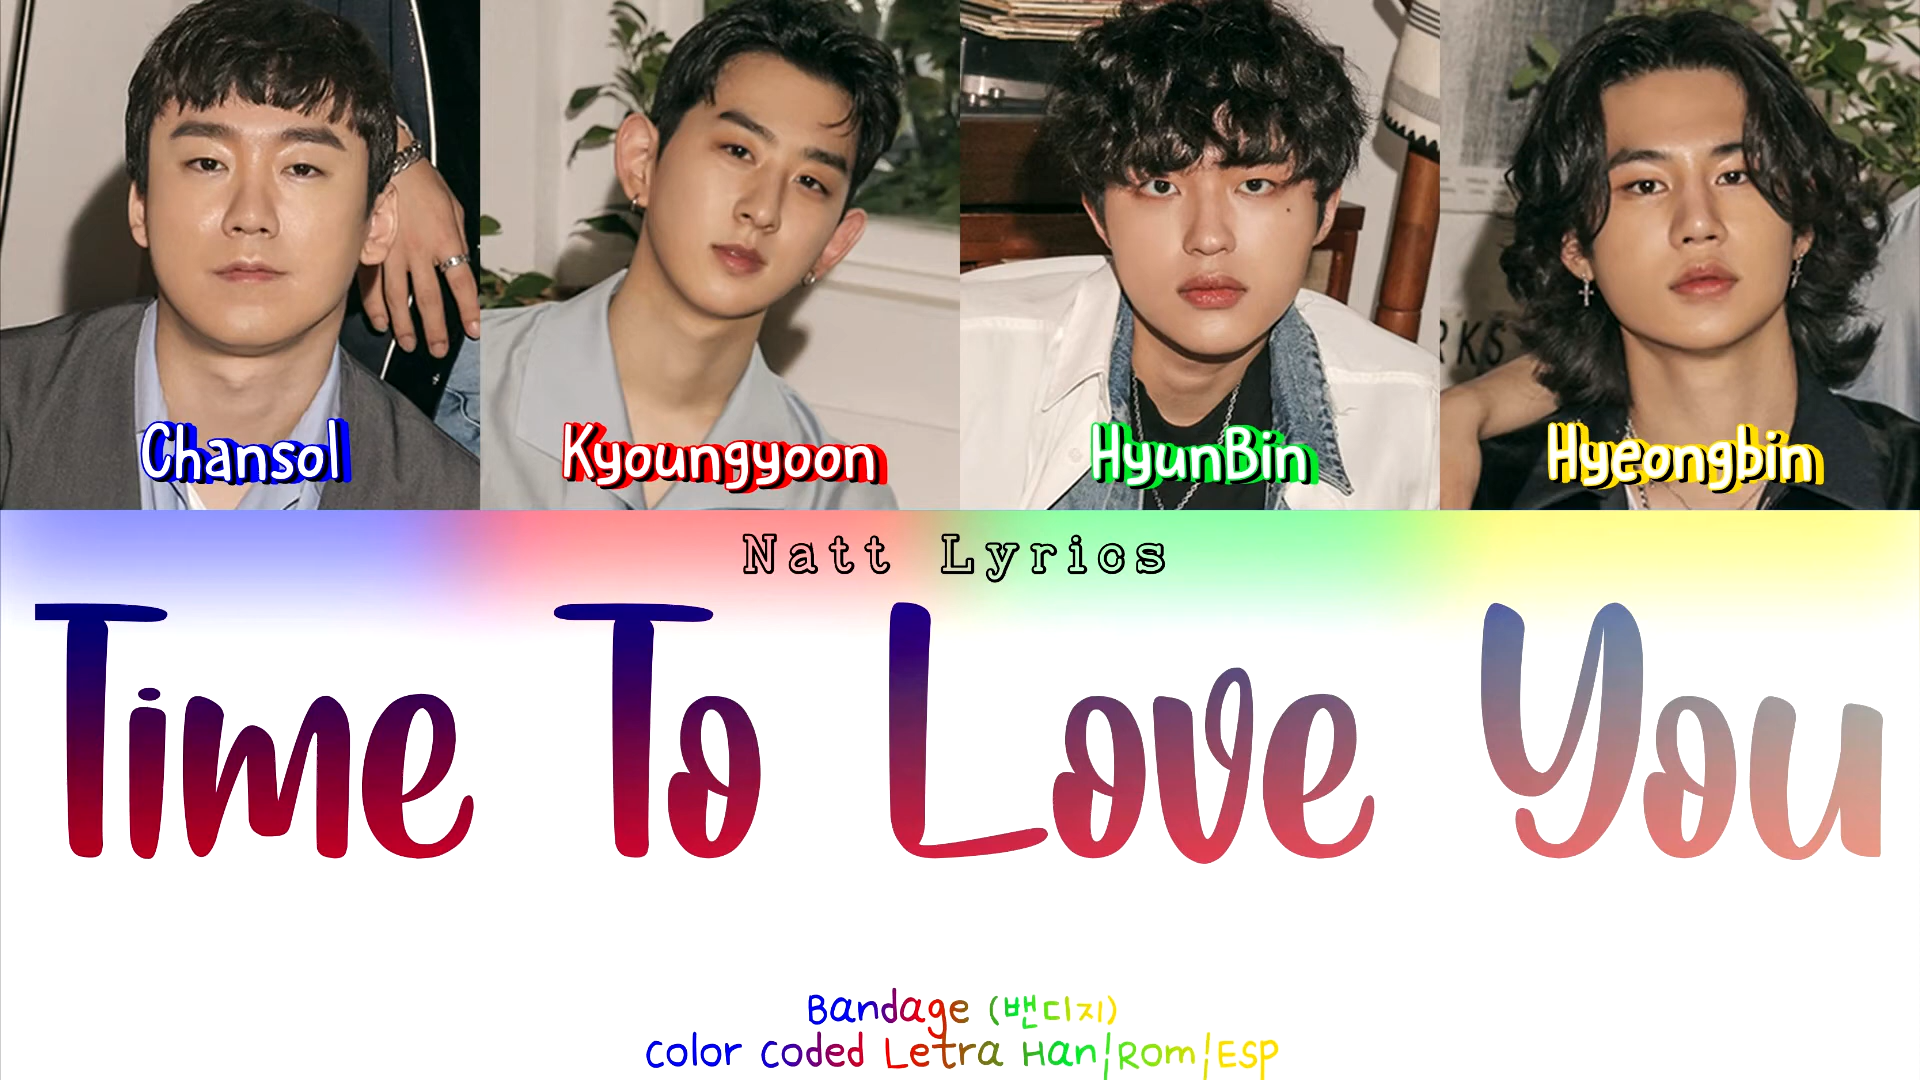 RKS
Chansol
Kyoungyoon
HyunBin
Hyeongbin
Natt Lyrics
Time To Love You
Bandage (밴디지)
Color Coded Letra Han|Rom|ESP